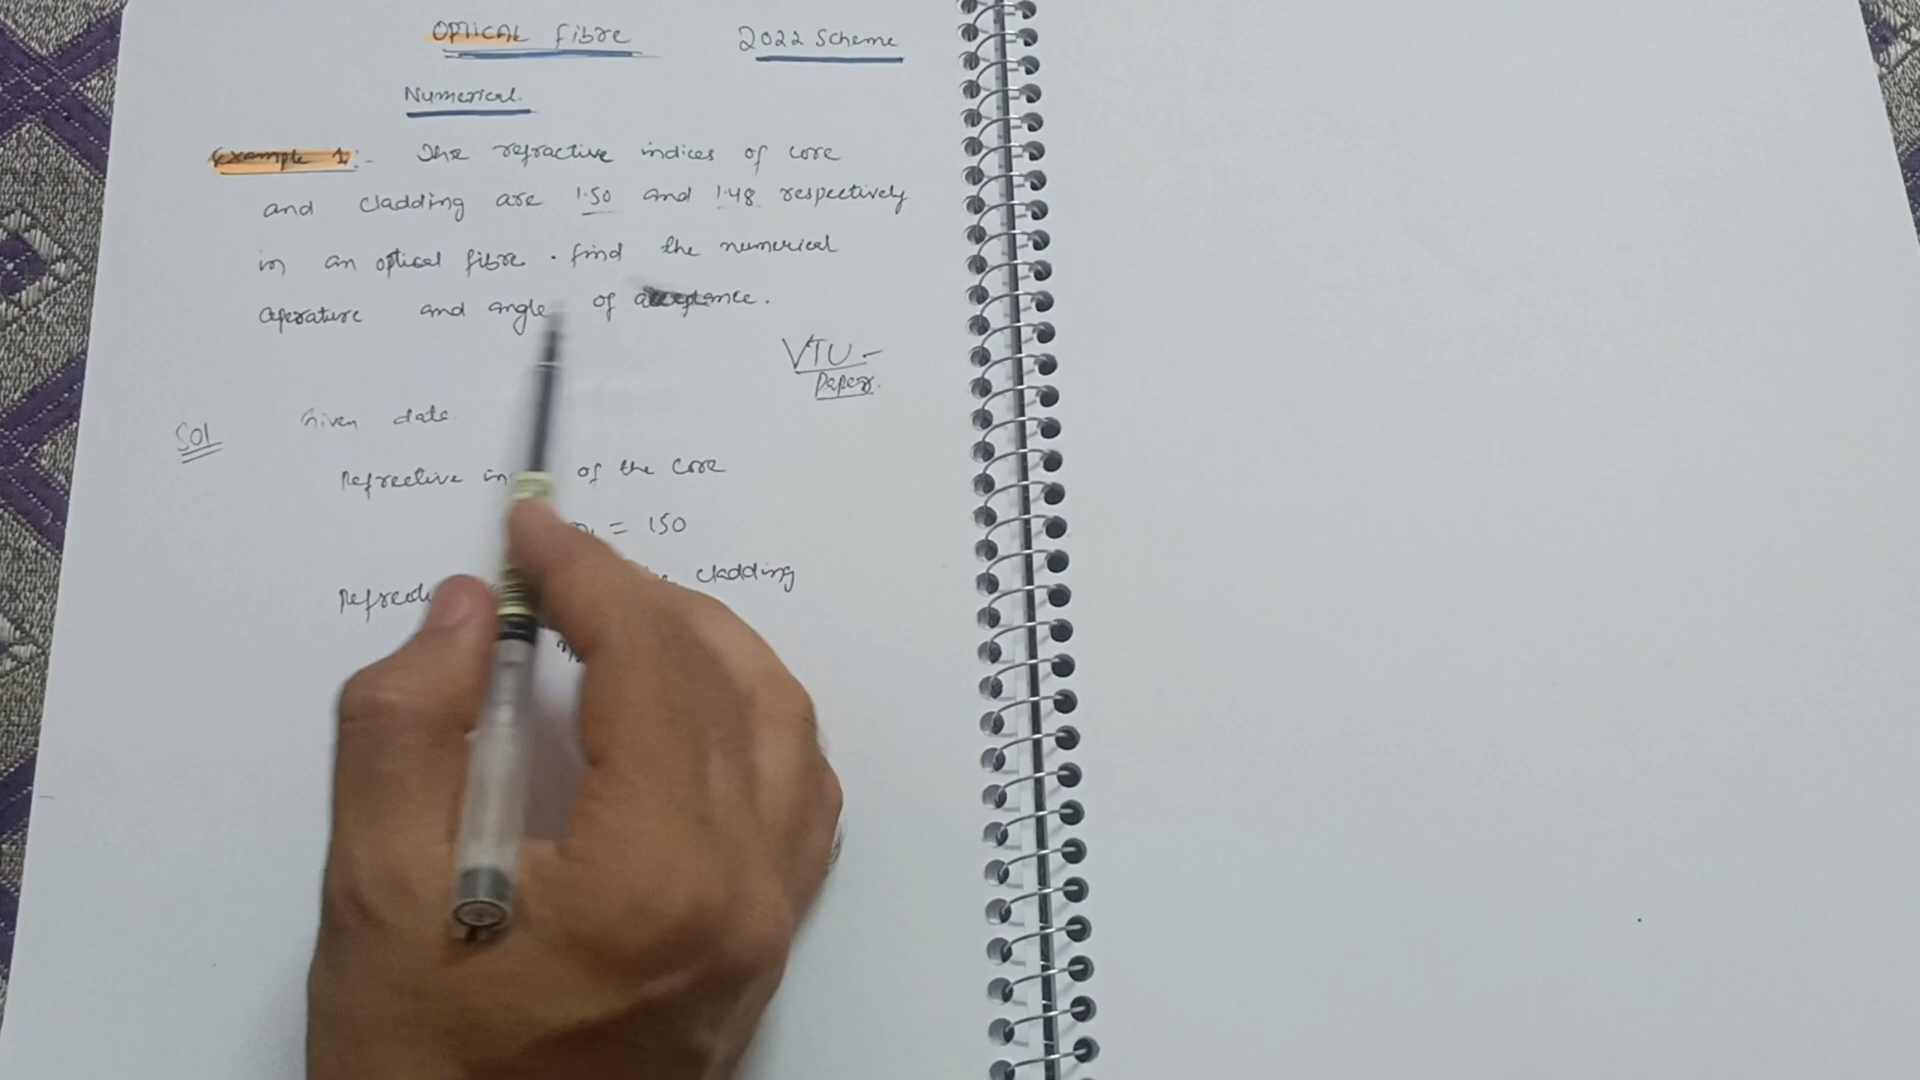 OPTICAL fibre 2022 Scheme
Numerical.
Example 1:- The refractive indices of core
and cladding are 1.50 and 1.48 respectively
in an optical fibre. find the numerical
aperature and angle of acceptance.
VTU -
Paper.
Sol Given date
Refrective of the core
= 150
cladding